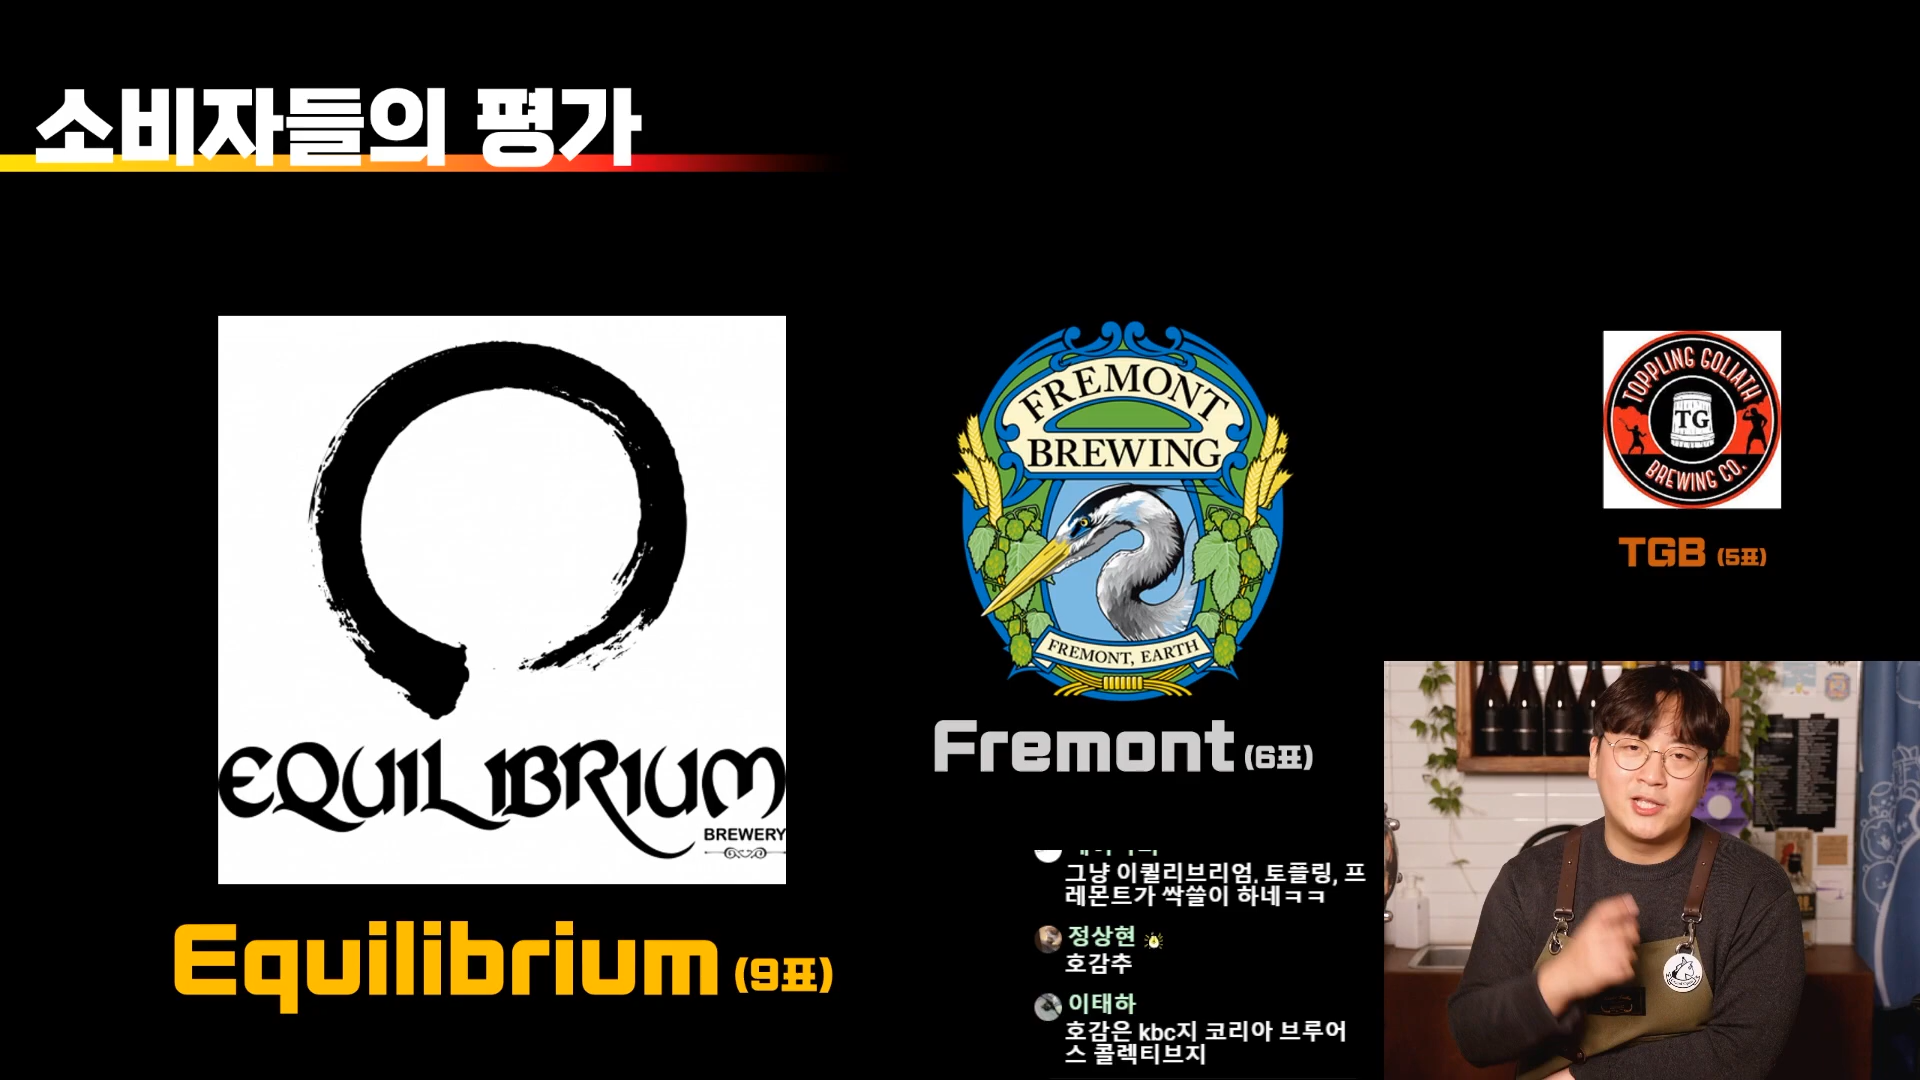 소비자들의 평가
EQUILIBRIUM
BREWERY
Equilibrium (9표)
FREMONT
BREWING
FREMONT, EARTH
Fremont (6표)
TOPPLING GOLIATH
TG
BREWING CO.
TGB (5표)
그냥 이퀼리브리엄, 토플링, 프
레몬트가 싹쓸이 하네ㅋㅋ
정상현
호감추
이태하
호감은 kbc지 코리아 브루어
스 콜렉티브지